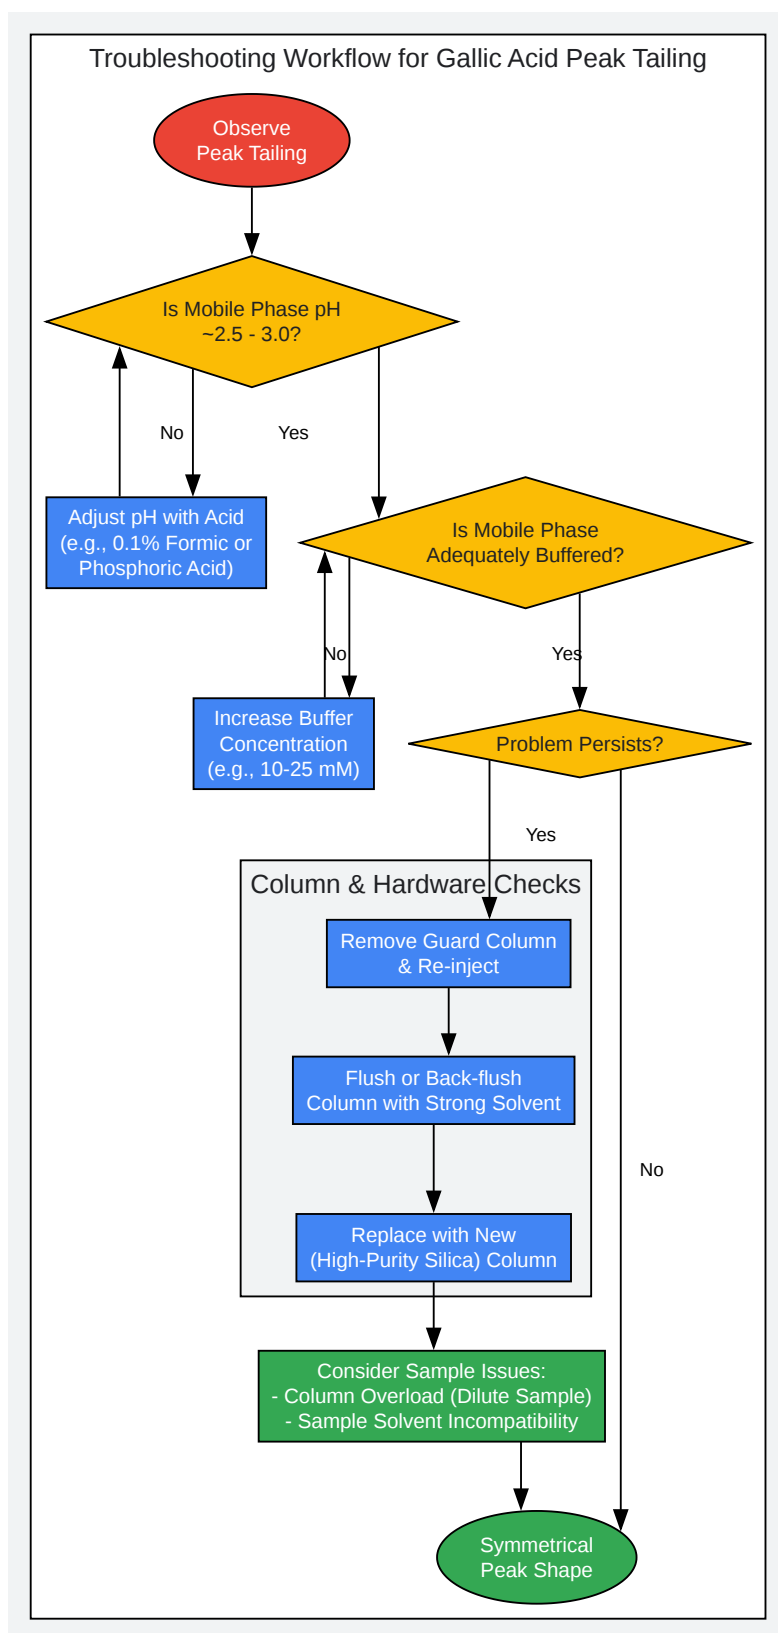 Troubleshooting Workflow for Gallic Acid Peak Tailing
Observe
Peak Tailing
Is Mobile Phase pH
~2.5 - 3.0?
No
Yes
Adjust pH with Acid
(e.g., 0.1% Formic or
Phosphoric Acid)
Is Mobile Phase
Adequately Buffered?
No
Yes
Increase Buffer
Concentration
(e.g., 10-25 mM)
Problem Persists?
Yes
Column & Hardware Checks
Remove Guard Column
& Re-inject
Flush or Back-flush
Column with Strong Solvent
No
Replace with New
(High-Purity Silica) Column
Consider Sample Issues:
- Column Overload (Dilute Sample)
- Sample Solvent Incompatibility
Symmetrical
Peak Shape